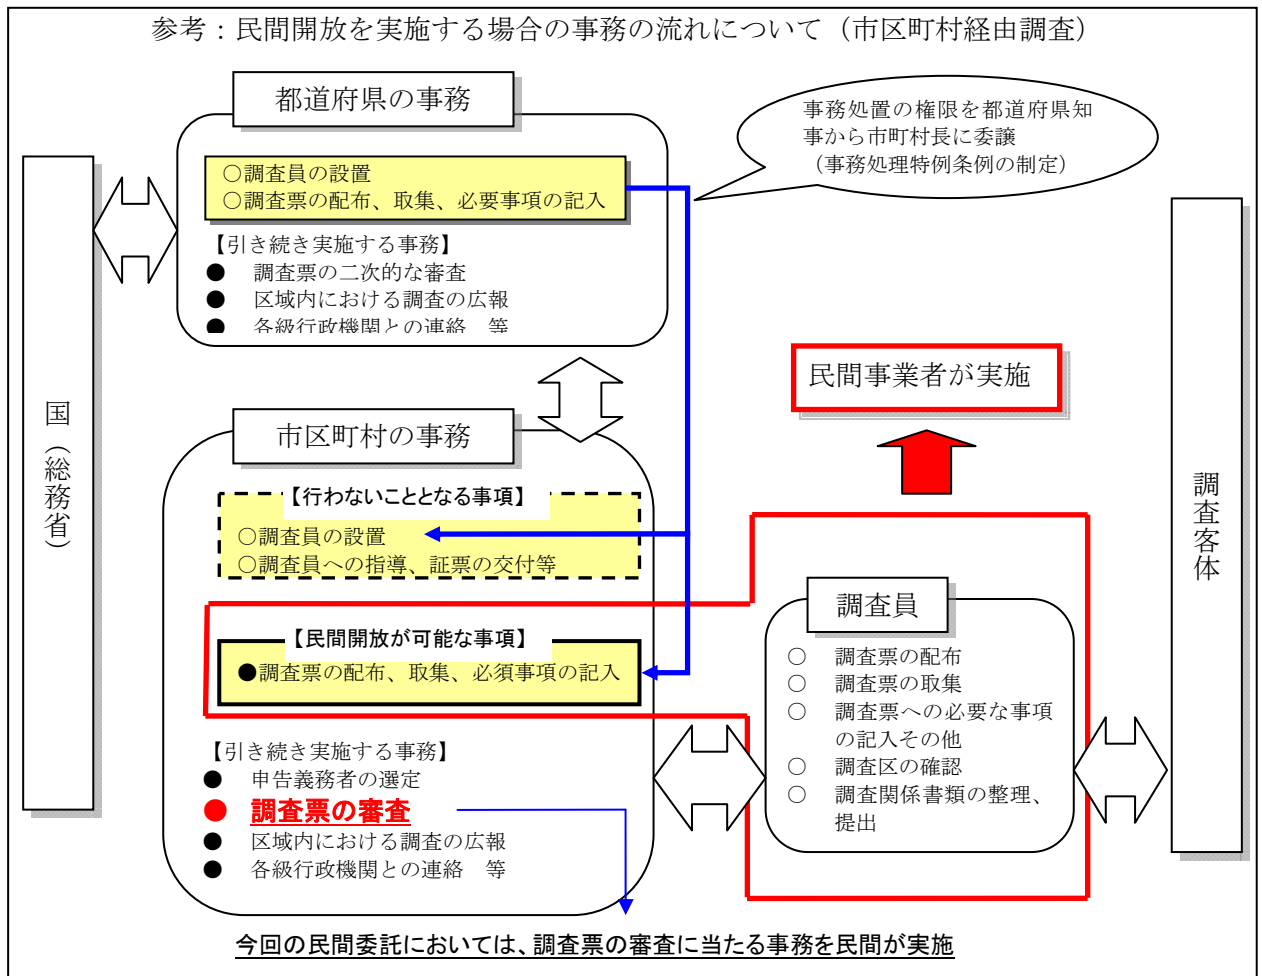 参考：民間開放を実施する場合の事務の流れについて（市区町村経由調査）
都道府県の事務
事務処置の権限を都道府県知
事から市町村長に委譲
（事務処理特例条例の制定）
○調査員の設置
○調査票の配布、取集、必要事項の記入
【引き続き実施する事務】
● 調査票の二次的な審査
● 区域内における調査の広報
● 各級行政機関との連絡 等
国（総務省）
民間事業者が実施
市区町村の事務
【行わないこととなる事項】
○調査員の設置
○調査員への指導、証票の交付等
【民間開放が可能な事項】
●調査票の配布、取集、必須事項の記入
【引き続き実施する事務】
● 申告義務者の選定
● 調査票の審査
● 区域内における調査の広報
● 各級行政機関との連絡 等
調査員
○ 調査票の配布
○ 調査票の取集
○ 調査票への必要な事項
の記入その他
○ 調査区の確認
○ 調査関係書類の整理、
提出
調査客体
今回の民間委託においては、調査票の審査に当たる事務を民間が実施